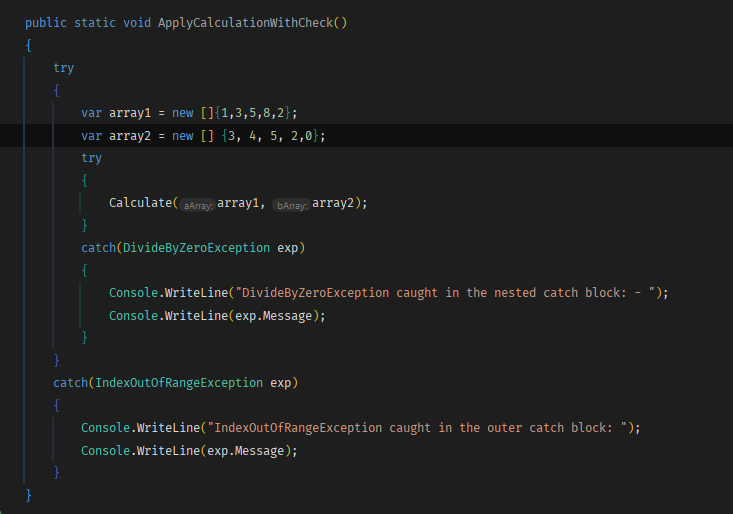 public static void ApplyCalculationWithCheck()
{
try
{
var array1 = new []{1,3,5,8,2};
var array2 = new [] {3, 4, 5, 2,0};
try
{
Calculate(aArray: array1, bArray: array2);
}
catch(DivideByZeroException exp)
{
Console.WriteLine("DivideByZeroException caught in the nested catch block: - ");
Console.WriteLine(exp.Message);
}
}
catch(IndexOutOfRangeException exp)
{
Console.WriteLine("IndexOutOfRangeException caught in the outer catch block: ");
Console.WriteLine(exp.Message);
}
}